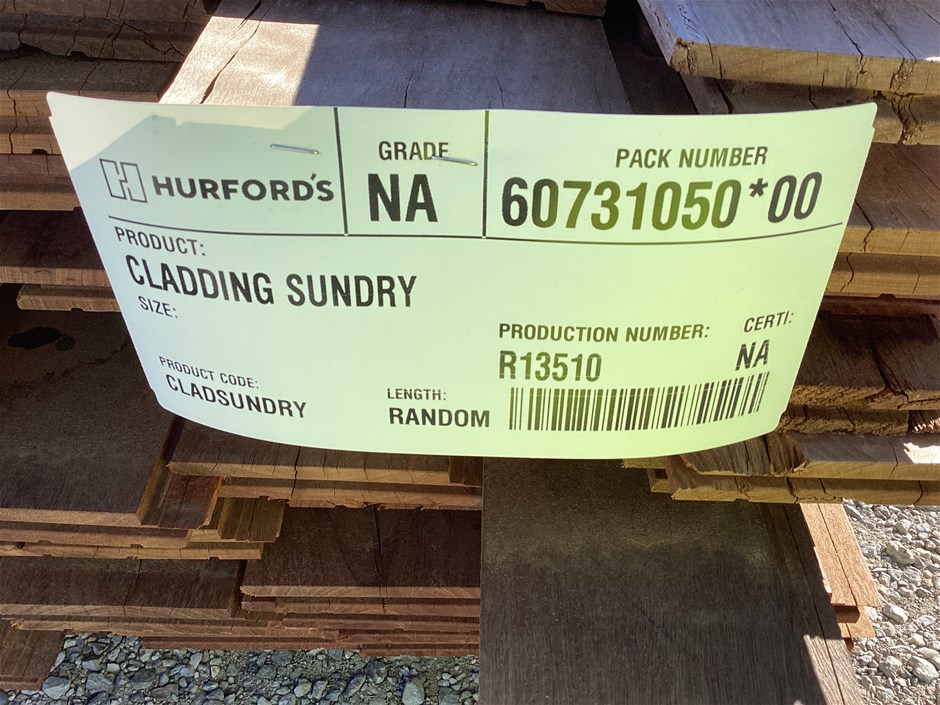 HURFORD'S
GRADE
NA
PACK NUMBER
60731050*00
PRODUCT:
CLADDING SUNDRY
SIZE:
PRODUCTION NUMBER:
R13510
CERTI:
NA
PRODUCT CODE:
CLADSUNDRY
LENGTH:
RANDOM